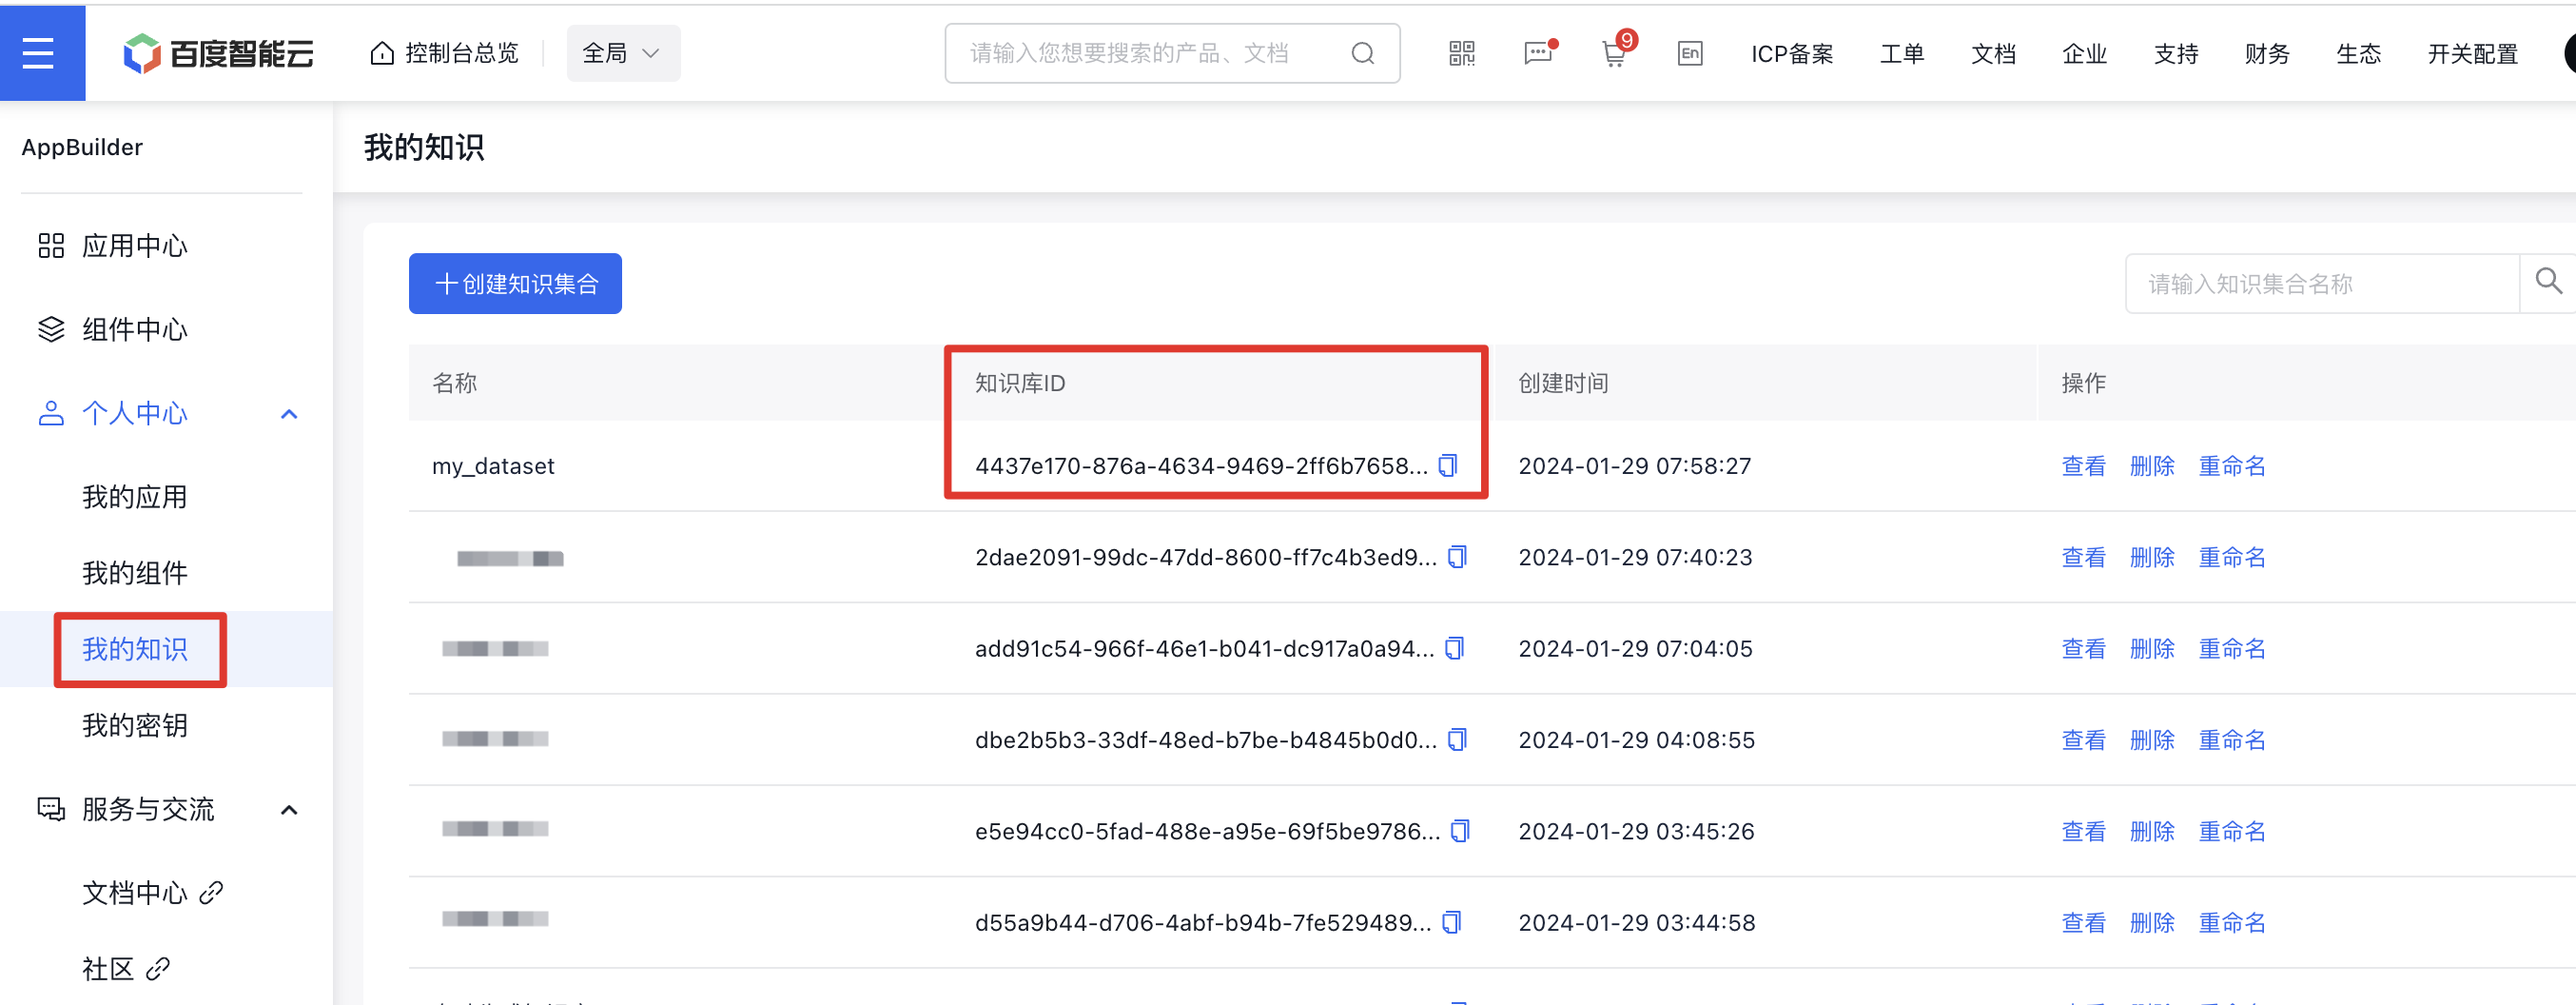 百度智能云 控制台总览 全局 请输入您想要搜索的产品、文档 9 En ICP备案 工单 文档 企业 支持 财务 生态 开关配置
AppBuilder
应用中心
组件中心
个人中心
我的应用
我的组件
我的知识
我的密钥
服务与交流
文档中心
社区
我的知识
创建知识集合 请输入知识集合名称
名称 知识库ID 创建时间 操作
my_dataset 4437e170-876a-4634-9469-2ff6b7658... 2024-01-29 07:58:27 查看 删除 重命名
2dae2091-99dc-47dd-8600-ff7c4b3ed9... 2024-01-29 07:40:23 查看 删除 重命名
add91c54-966f-46e1-b041-dc917a0a94... 2024-01-29 07:04:05 查看 删除 重命名
dbe2b5b3-33df-48ed-b7be-b4845b0d0... 2024-01-29 04:08:55 查看 删除 重命名
e5e94cc0-5fad-488e-a95e-69f5be9786... 2024-01-29 03:45:26 查看 删除 重命名
d55a9b44-d706-4abf-b94b-7fe529489... 2024-01-29 03:44:58 查看 删除 重命名